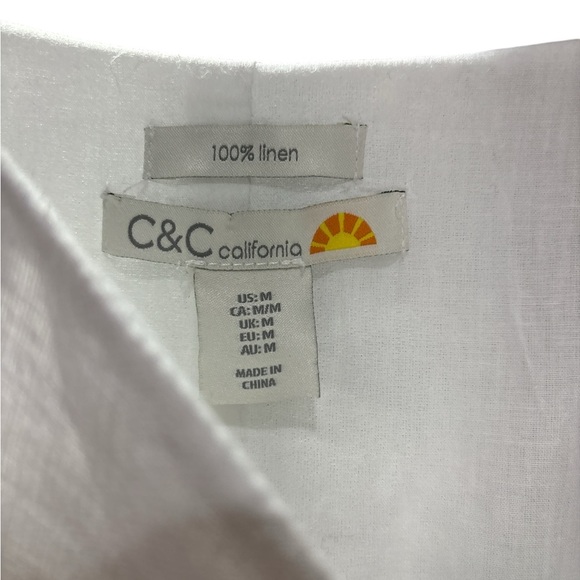 100% linen
C&C california
US: M
CA: M/M
UK: M
EU: M
AU: M
MADE IN
CHINA